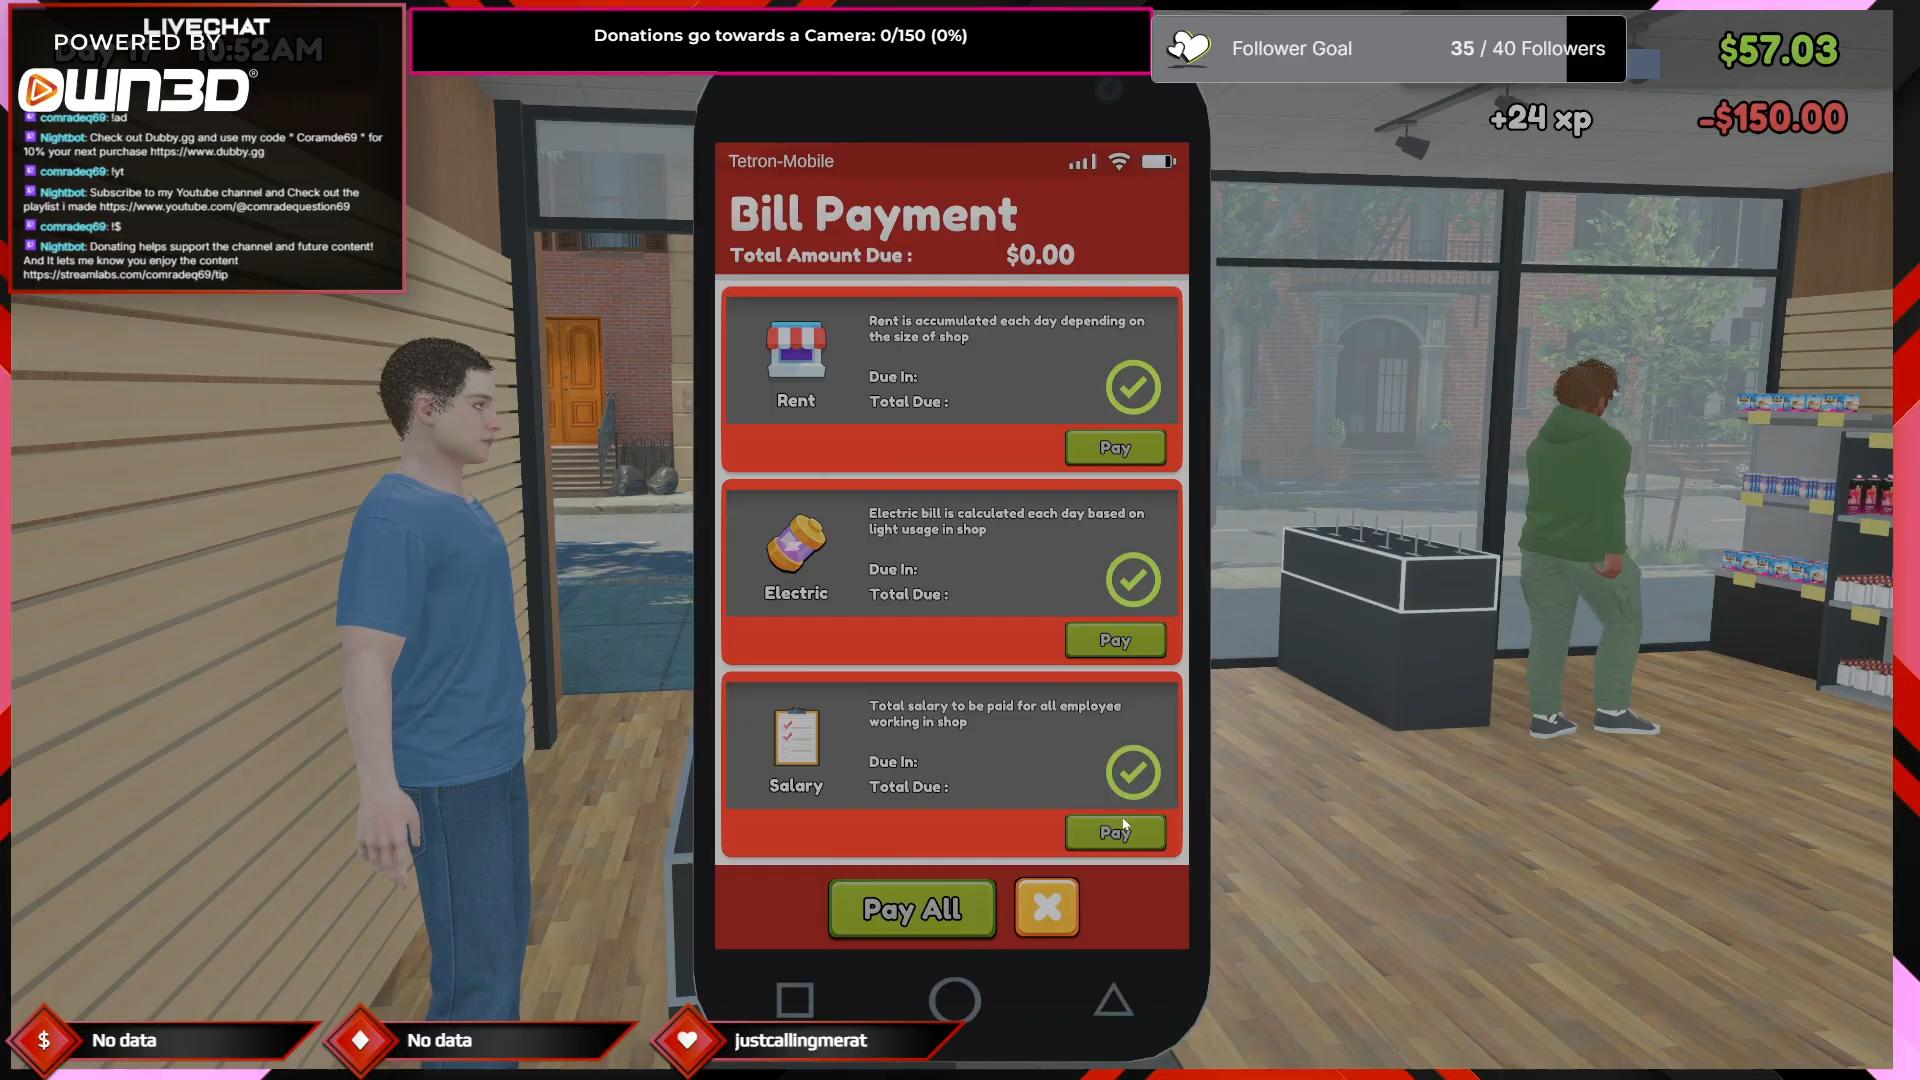 LIVECHAT
POWERED BY
10:52AM
OWN3D®
comradeq69: !ad
Nightbot: Check out Dubby.gg and use my code " Coramde69 " for
10% your next purchase https://www.dubby.gg
comradeq69: !yt
Nightbot: Subscribe to my Youtube channel and Check out the
playlist i made https://www.youtube.com/@comradequestion69
comradeq69: !$
Nightbot: Donating helps support the channel and future content!
And It lets me know you enjoy the content
https://streamlabs.com/comradeq69/tip
Donations go towards a Camera: 0/150 (0%)
Follower Goal
35 / 40 Followers
$57.03
+24 xp
-$150.00
Tetron-Mobile
Bill Payment
Total Amount Due :
$0.00
Rent is accumulated each day depending on
the size of shop
Due In:
Total Due :
Rent
Pay
Electric bill is calculated each day based on
light usage in shop
Due In:
Total Due :
Electric
Pay
Total salary to be paid for all employee
working in shop
Due In:
Total Due :
Salary
Pay
Pay All
No data
No data
justcallingmerat